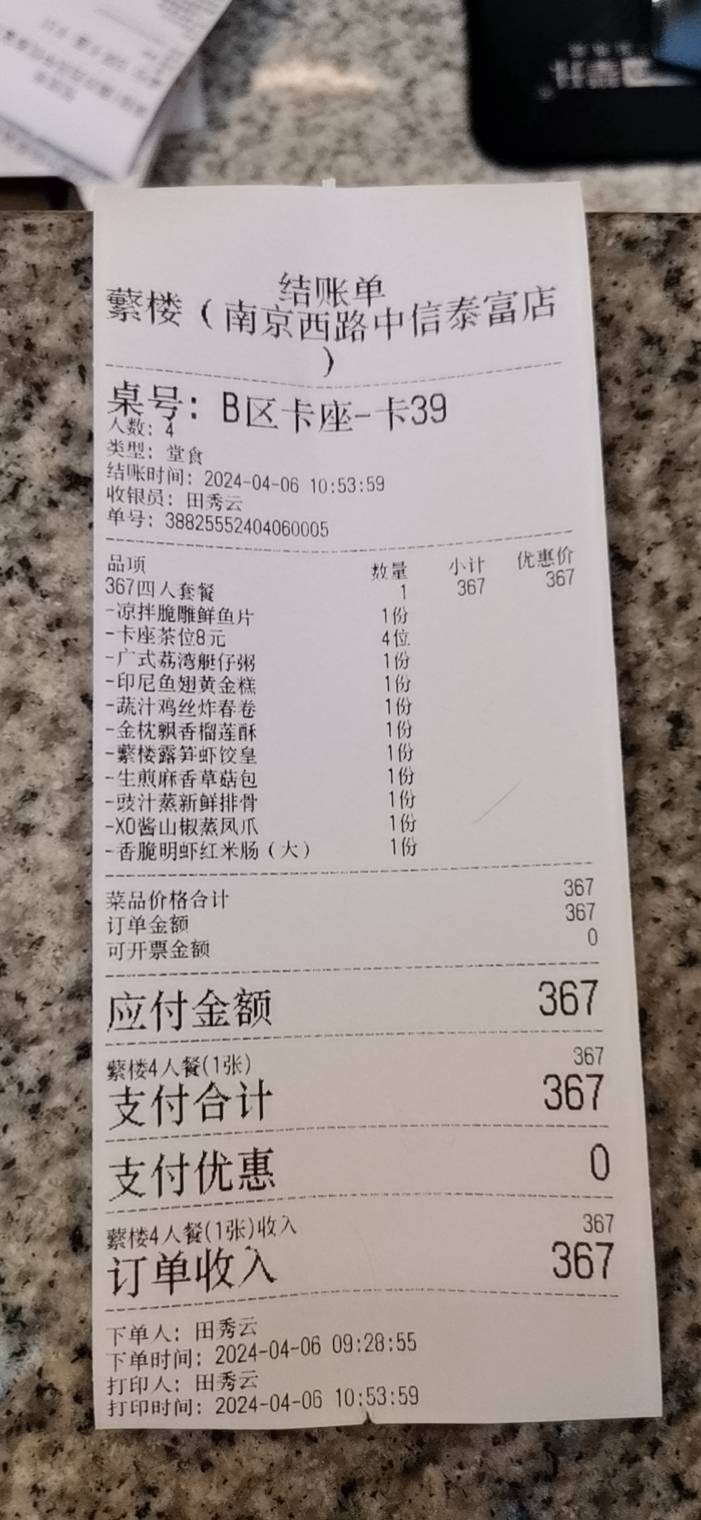 结账单
蘩楼（南京西路中信泰富店
）
桌号: B区卡座-卡39
人数: 4
类型: 堂食
结账时间: 2024-04-06 10:53:59
收银员: 田秀云
单号: 38825552404060005
品项 数量 小计 优惠价
367四人套餐 1 367 367
-凉拌脆雕鲜鱼片 1份
-卡座茶位8元 4位
-广式荔湾艇仔粥 1份
-印尼鱼翅黄金糕 1份
-蔬汁鸡丝炸春卷 1份
-金枕飘香榴莲酥 1份
-蘩楼露笋虾饺皇 1份
-生煎麻香草菇包 1份
-豉汁蒸新鲜排骨 1份
-XO酱山椒蒸凤爪 1份
-香脆明虾红米肠（大） 1份
菜品价格合计 367
订单金额 367
可开票金额 0
应付金额 367
蘩楼4人餐(1张) 367
支付合计 367
支付优惠 0
蘩楼4人餐(1张)收入 367
订单收入 367
下单人: 田秀云
下单时间: 2024-04-06 09:28:55
打印人: 田秀云
打印时间: 2024-04-06 10:53:59